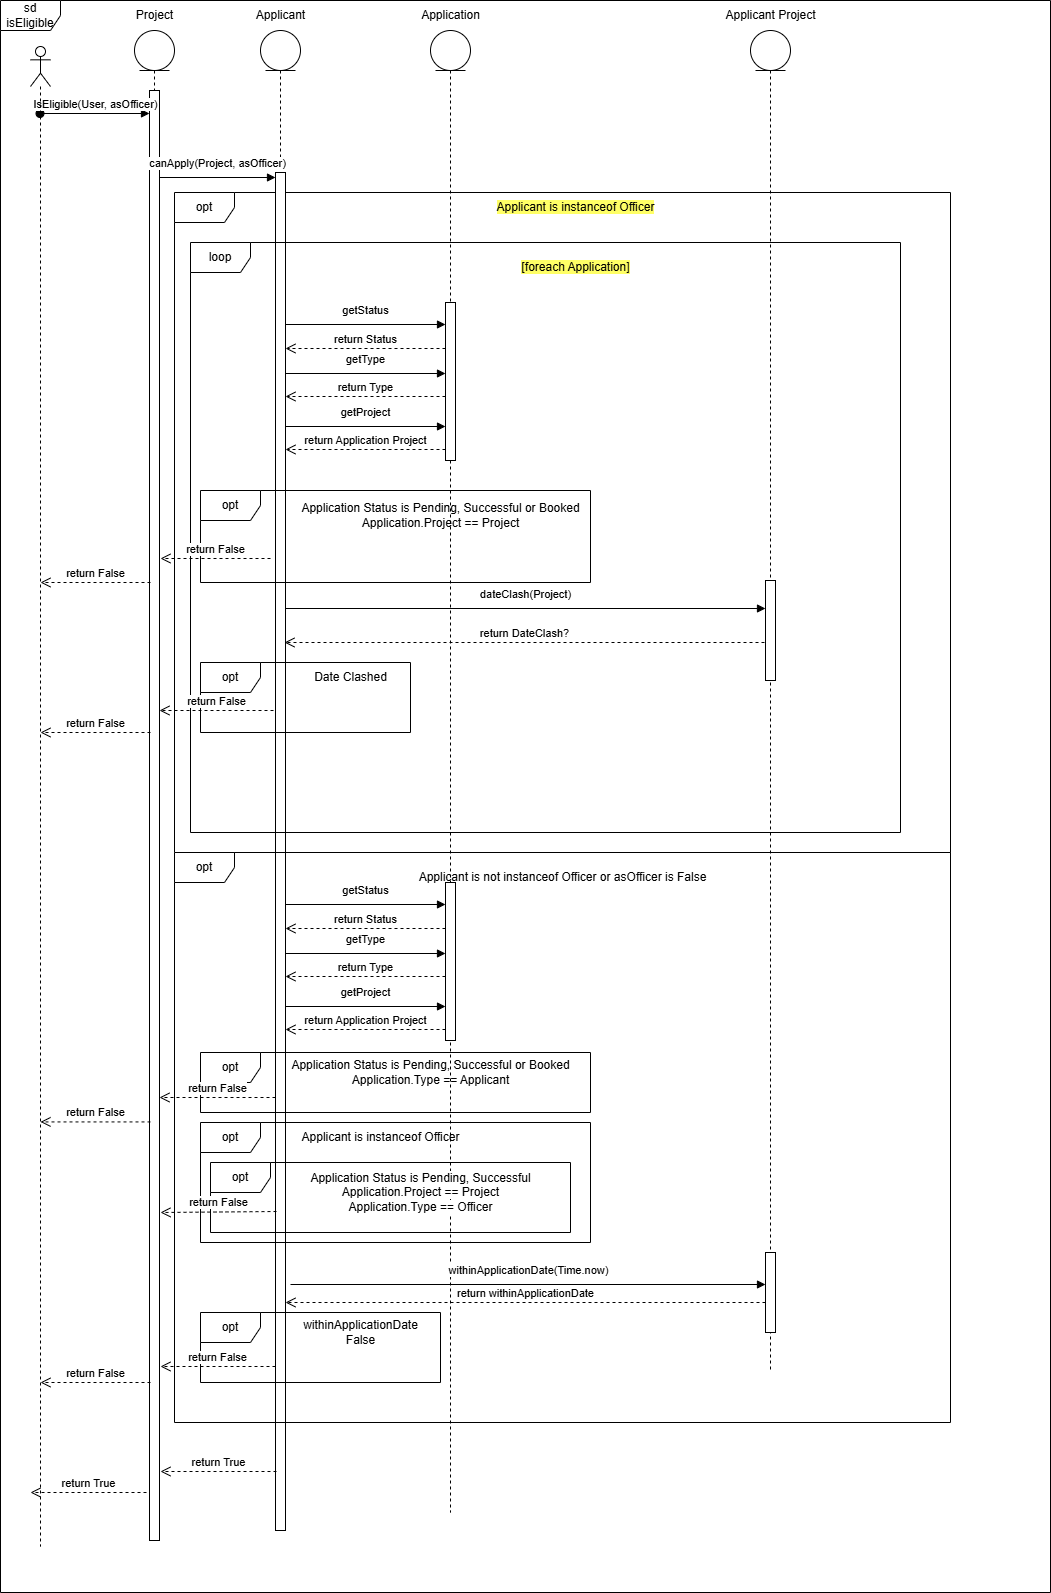 sd
isEligible
Project
Applicant
Application
Applicant Project
IsEligible(User, asOfficer)
canApply(Project, asOfficer)
opt
Applicant is instanceof Officer
loop
[foreach Application]
getStatus
return Status
getType
return Type
getProject
return Application Project
opt
Application Status is Pending, Successful or Booked
Application.Project == Project
return False
return False
dateClash(Project)
return DateClash?
opt
Date Clashed
return False
return False
opt
Applicant is not instanceof Officer or asOfficer is False
getStatus
return Status
getType
return Type
getProject
return Application Project
opt
Application Status is Pending, Successful or Booked
Application.Type == Applicant
return False
return False
opt
Applicant is instanceof Officer
opt
Application Status is Pending, Successful
Application.Project == Project
Application.Type == Officer
return False
withinApplicationDate(Time.now)
return withinApplicationDate
opt
withinApplicationDate
False
return False
return False
return True
return True